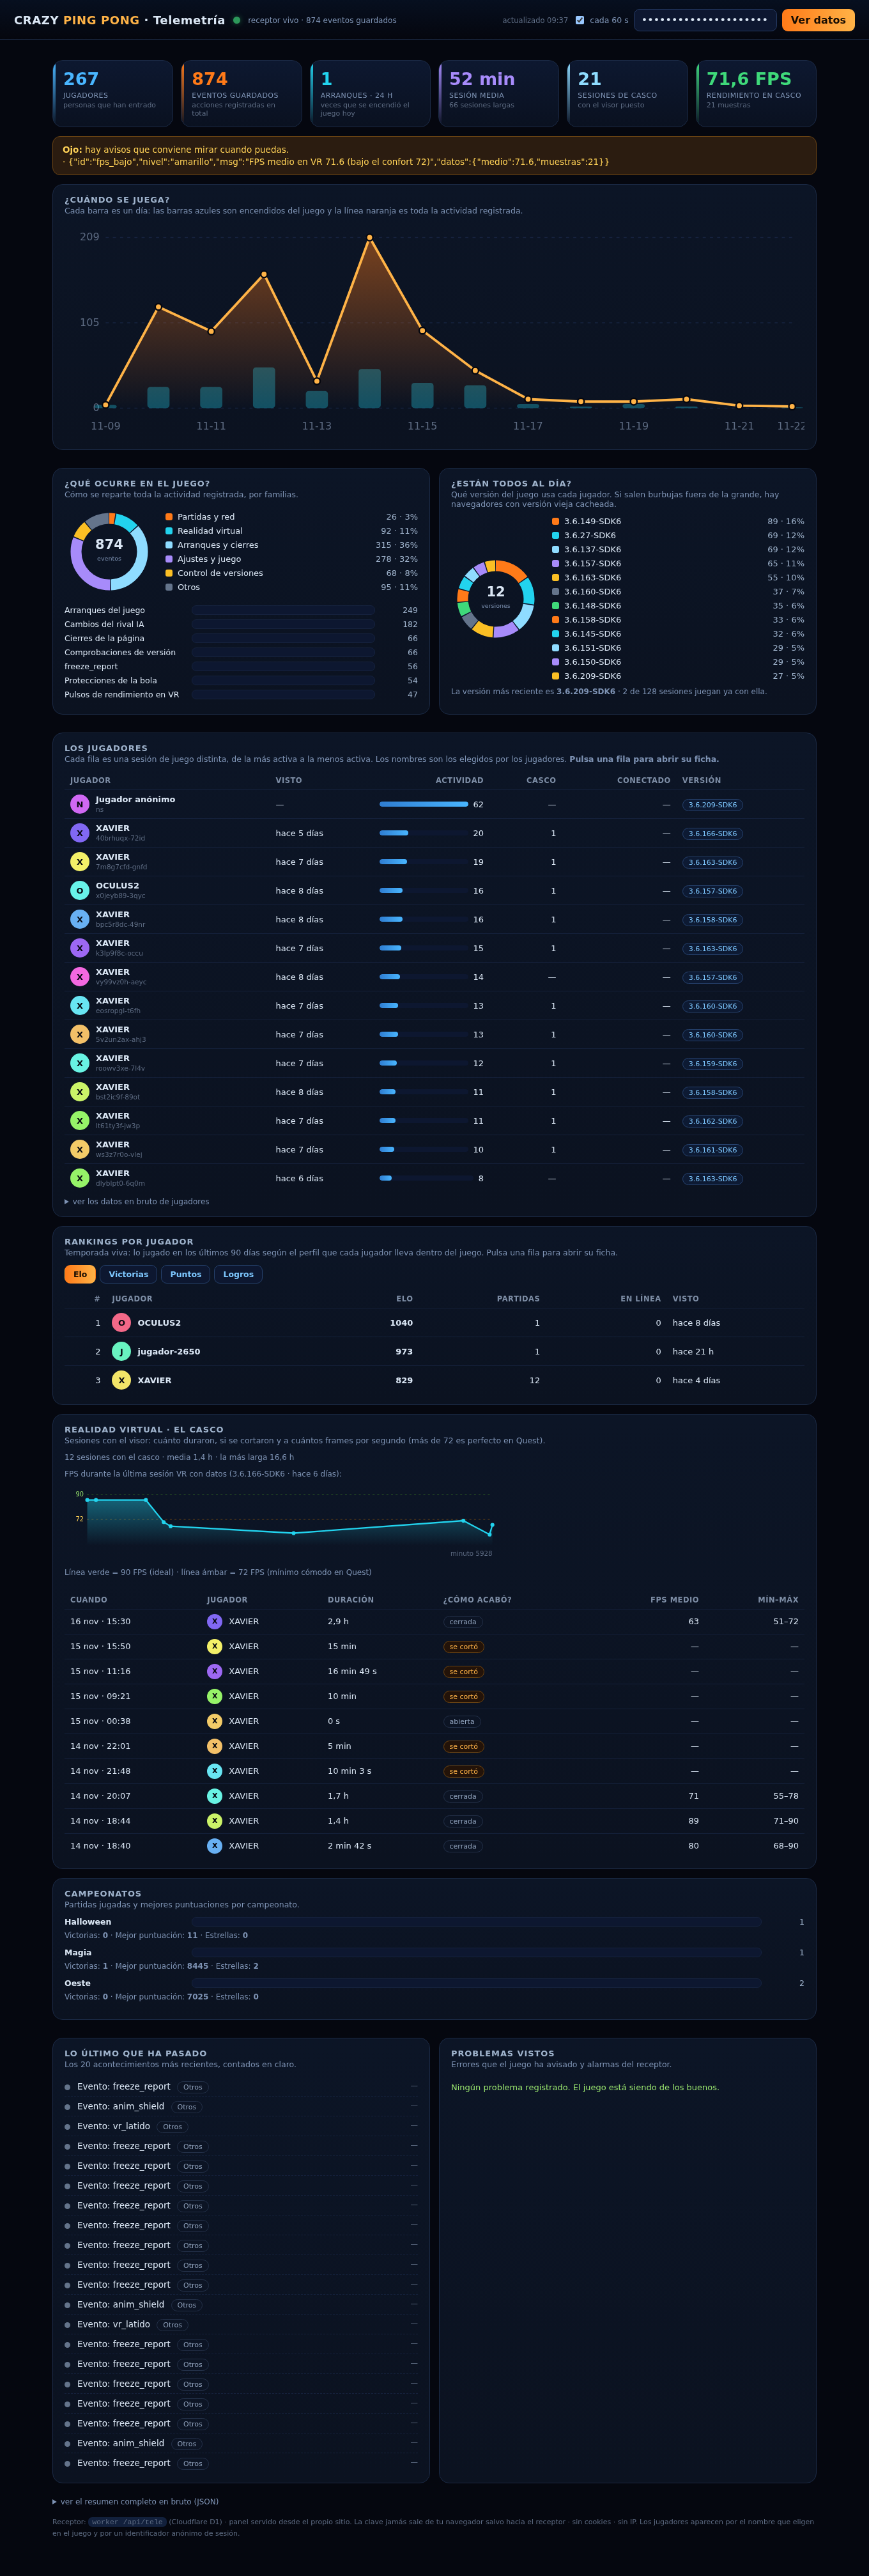 CRAZY PING PONG · Telemetría receptor vivo · 874 eventos guardados actualizado 09:37 cada 60 s Ver datos
267
JUGADORES
personas que han entrado
874
EVENTOS GUARDADOS
acciones registradas en
total
1
ARRANQUES · 24 H
veces que se encendió el
juego hoy
52 min
SESIÓN MEDIA
66 sesiones largas
21
SESIONES DE CASCO
con el visor puesto
71,6 FPS
RENDIMIENTO EN CASCO
21 muestras
Ojo: hay avisos que conviene mirar cuando puedas.
· {"id":"fps_bajo","nivel":"amarillo","msg":"FPS medio en VR 71.6 (bajo el confort 72)","datos":{"medio":71.6,"muestras":21}}
¿CUÁNDO SE JUEGA?
Cada barra es un día: las barras azules son encendidos del juego y la línea naranja es toda la actividad registrada.
209
105
0
11-09 11-11 11-13 11-15 11-17 11-19 11-21 11-22
¿QUÉ OCURRE EN EL JUEGO?
Cómo se reparte toda la actividad registrada, por familias.
874
eventos
Partidas y red 26 · 3%
Realidad virtual 92 · 11%
Arranques y cierres 315 · 36%
Ajustes y juego 278 · 32%
Control de versiones 68 · 8%
Otros 95 · 11%
Arranques del juego 249
Cambios del rival IA 182
Cierres de la página 66
Comprobaciones de versión 66
freeze_report 56
Protecciones de la bola 54
Pulsos de rendimiento en VR 47
¿ESTÁN TODOS AL DÍA?
Qué versión del juego usa cada jugador. Si salen burbujas fuera de la grande, hay
navegadores con versión vieja cacheada.
12
versiones
3.6.149-SDK6 89 · 16%
3.6.27-SDK6 69 · 12%
3.6.137-SDK6 69 · 12%
3.6.157-SDK6 65 · 11%
3.6.163-SDK6 55 · 10%
3.6.160-SDK6 37 · 7%
3.6.148-SDK6 35 · 6%
3.6.158-SDK6 33 · 6%
3.6.145-SDK6 32 · 6%
3.6.151-SDK6 29 · 5%
3.6.150-SDK6 29 · 5%
3.6.209-SDK6 27 · 5%
La versión más reciente es 3.6.209-SDK6 · 2 de 128 sesiones juegan ya con ella.
LOS JUGADORES
Cada fila es una sesión de juego distinta, de la más activa a la menos activa. Los nombres son los elegidos por los jugadores. Pulsa una fila para abrir su ficha.
JUGADOR VISTO ACTIVIDAD CASCO CONECTADO VERSIÓN
N Jugador anónimo — 62 — — 3.6.209-SDK6
ns
X XAVIER hace 5 días 20 1 — 3.6.166-SDK6
40brhuqx-72id
X XAVIER hace 7 días 19 1 — 3.6.163-SDK6
7m8g7cfd-gnfd
O OCULUS2 hace 8 días 16 1 — 3.6.157-SDK6
x0jeyb89-3qyc
X XAVIER hace 8 días 16 1 — 3.6.158-SDK6
bpc5r8dc-49nr
X XAVIER hace 7 días 15 1 — 3.6.163-SDK6
k3lp9f8c-occu
X XAVIER hace 8 días 14 — — 3.6.157-SDK6
vy99vz0h-aeyc
X XAVIER hace 7 días 13 1 — 3.6.160-SDK6
eosropgl-t6fh
X XAVIER hace 7 días 13 1 — 3.6.160-SDK6
5v2un2ax-ahj3
X XAVIER hace 7 días 12 1 — 3.6.159-SDK6
roowv3xe-7l4v
X XAVIER hace 8 días 11 1 — 3.6.158-SDK6
bst2ic9f-89ot
X XAVIER hace 7 días 11 1 — 3.6.162-SDK6
lt61ty3f-jw3p
X XAVIER hace 7 días 10 1 — 3.6.161-SDK6
ws3z7r0o-vlej
X XAVIER hace 6 días 8 — — 3.6.163-SDK6
diyblpt0-6q0m
▶ ver los datos en bruto de jugadores
RANKINGS POR JUGADOR
Temporada viva: lo jugado en los últimos 90 días según el perfil que cada jugador lleva dentro del juego. Pulsa una fila para abrir su ficha.
Elo Victorias Puntos Logros
# JUGADOR ELO PARTIDAS EN LÍNEA VISTO
1 O OCULUS2 1040 1 0 hace 8 días
2 J jugador-2650 973 1 0 hace 21 h
3 X XAVIER 829 12 0 hace 4 días
REALIDAD VIRTUAL · EL CASCO
Sesiones con el visor: cuánto duraron, si se cortaron y a cuántos frames por segundo (más de 72 es perfecto en Quest).
12 sesiones con el casco · media 1,4 h · la más larga 16,6 h
FPS durante la última sesión VR con datos (3.6.166-SDK6 · hace 6 días):
90
72
minuto 5928
Línea verde = 90 FPS (ideal) · línea ámbar = 72 FPS (mínimo cómodo en Quest)
CUANDO JUGADOR DURACIÓN ¿CÓMO ACABÓ? FPS MEDIO MÍN–MÁX
16 nov · 15:30 X XAVIER 2,9 h cerrada 63 51–72
15 nov · 15:50 X XAVIER 15 min se cortó — —
15 nov · 11:16 X XAVIER 16 min 49 s se cortó — —
15 nov · 09:21 X XAVIER 10 min se cortó — —
15 nov · 00:38 X XAVIER 0 s abierta — —
14 nov · 22:01 X XAVIER 5 min se cortó — —
14 nov · 21:48 X XAVIER 10 min 3 s se cortó — —
14 nov · 20:07 X XAVIER 1,7 h cerrada 71 55–78
14 nov · 18:44 X XAVIER 1,4 h cerrada 89 71–90
14 nov · 18:40 X XAVIER 2 min 42 s cerrada 80 68–90
CAMPEONATOS
Partidas jugadas y mejores puntuaciones por campeonato.
Halloween 1
Victorias: 0 · Mejor puntuación: 11 · Estrellas: 0
Magia 1
Victorias: 1 · Mejor puntuación: 8445 · Estrellas: 2
Oeste 2
Victorias: 0 · Mejor puntuación: 7025 · Estrellas: 0
LO ÚLTIMO QUE HA PASADO
Los 20 acontecimientos más recientes, contados en claro.
Evento: freeze_report Otros —
Evento: anim_shield Otros —
Evento: vr_latido Otros —
Evento: freeze_report Otros —
Evento: freeze_report Otros —
Evento: freeze_report Otros —
Evento: freeze_report Otros —
Evento: freeze_report Otros —
Evento: freeze_report Otros —
Evento: freeze_report Otros —
Evento: freeze_report Otros —
Evento: anim_shield Otros —
Evento: vr_latido Otros —
Evento: freeze_report Otros —
Evento: freeze_report Otros —
Evento: freeze_report Otros —
Evento: freeze_report Otros —
Evento: freeze_report Otros —
Evento: anim_shield Otros —
Evento: freeze_report Otros —
PROBLEMAS VISTOS
Errores que el juego ha avisado y alarmas del receptor.
Ningún problema registrado. El juego está siendo de los buenos.
▶ ver el resumen completo en bruto (JSON)
Receptor: worker /api/tele (Cloudflare D1) · panel servido desde el propio sitio. La clave jamás sale de tu navegador salvo hacia el receptor · sin cookies · sin IP. Los jugadores aparecen por el nombre que eligen
en el juego y por un identificador anónimo de sesión.